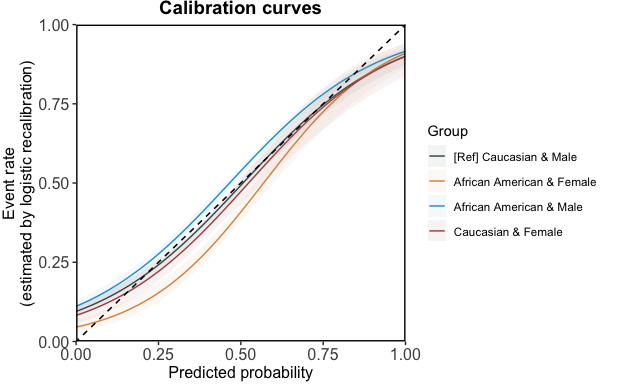 Calibration curves
Event rate
(estimated by logistic recalibration)
1.00
0.75
0.50
0.25
0.00
0.00 0.25 0.50 0.75 1.00
Predicted probability
Group
[Ref] Caucasian & Male
African American & Female
African American & Male
Caucasian & Female